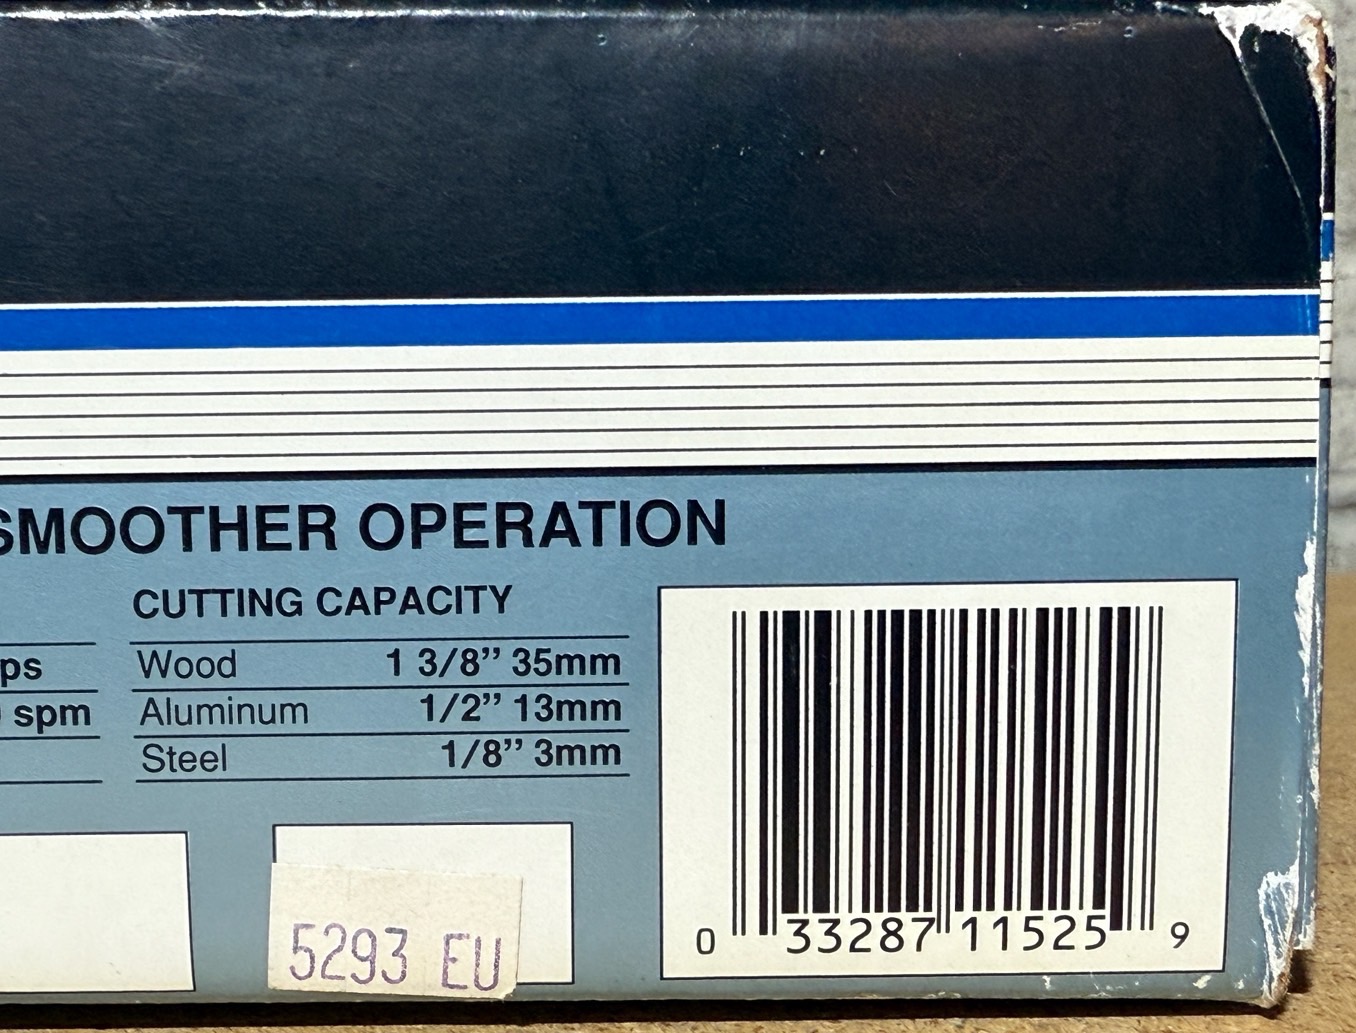 SMOOTHER OPERATION
CUTTING CAPACITY
ps
Wood 1 3/8” 35mm
spm
Aluminum 1/2” 13mm
Steel 1/8” 3mm
5293 EU
0 33287 11525 9